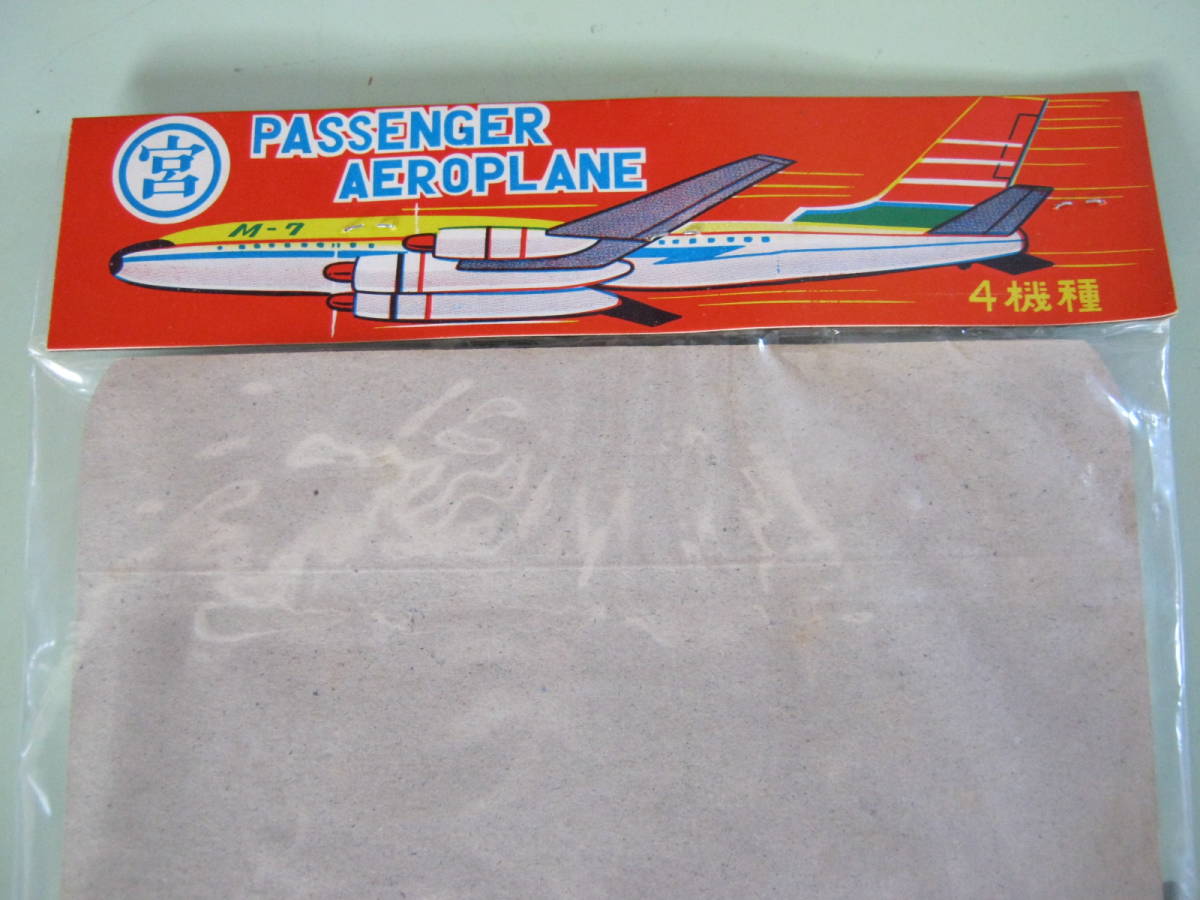 宮
PASSENGER
AEROPLANE
M-7
4機種